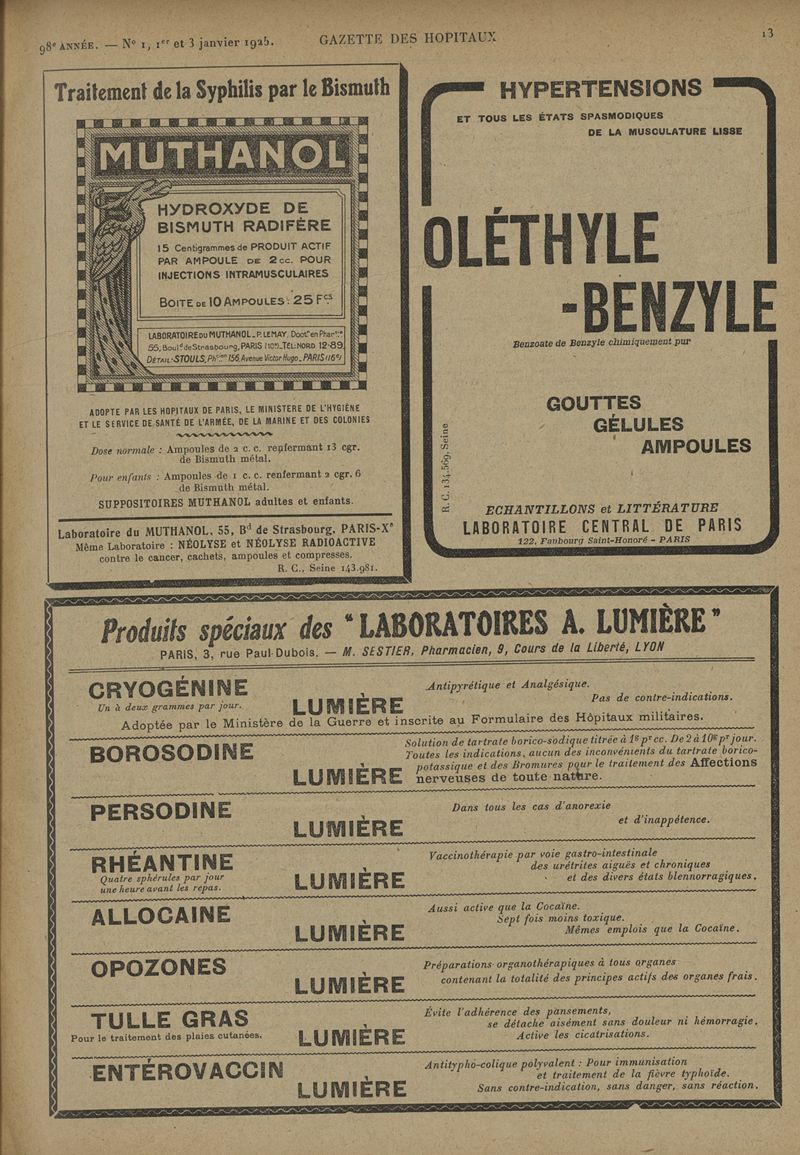 98e ANNÉE. — No 1, 1er et 3 janvier 1925.
GAZETTE DES HOPITAUX
13
Traitement de la Syphilis par le Bismuth
MUTHANOL
HYDROXYDE DE
BISMUTH RADIFÈRE
15 Centigrammes de PRODUIT ACTIF
PAR AMPOULE DE 2 cc. POUR
INJECTIONS INTRAMUSCULAIRES
BOITE DE 10 AMPOULES : 25 Fcs
LABORATOIRE DU MUTHANOL_P. LEMAY, Doct. en Phar.
55, Boul. de Strasbourg, PARIS (10e)_TEL: NORD 12-89
DÉTAIL: STOULS, Phcien 156, Avenue Victor Hugo_PARIS (16e)
ADOPTE PAR LES HOPITAUX DE PARIS, LE MINISTERE DE L'HYGIÈNE
ET LE SERVICE DE SANTÉ DE L'ARMÉE, DE LA MARINE ET DES COLONIES
Dose normale : Ampoules de 2 c. c. renfermant 13 cgr.
de Bismuth métal.
Pour enfants : Ampoules de 1 c. c. renfermant 2 cgr. 6
de Bismuth métal.
SUPPOSITOIRES MUTHANOL adultes et enfants.
Laboratoire du MUTHANOL, 55, Bd de Strasbourg, PARIS-Xe
Même Laboratoire : NÉOLYSE et NÉOLYSE RADIOACTIVE
contre le cancer, cachets, ampoules et compresses.
R. C., Seine 143.981.
HYPERTENSIONS
ET TOUS LES ÉTATS SPASMODIQUES
DE LA MUSCULATURE LISSE
OLÉTHYLE
-BENZYLE
Benzoate de Benzyle chimiquement pur
GOUTTES
GÉLULES
AMPOULES
R. C. 134.569, Seine
ECHANTILLONS et LITTÉRATURE
LABORATOIRE CENTRAL DE PARIS
122, Faubourg Saint-Honoré - PARIS
Produits spéciaux des "LABORATOIRES A. LUMIÈRE"
PARIS, 3, rue Paul-Dubois. — M. SESTIER, Pharmacien, 9, Cours de la Liberté, LYON
CRYOGÉNINE
Un à deux grammes par jour.
LUMIÈRE
Antipyrétique et Analgésique.
Pas de contre-indications.
Adoptée par le Ministère de la Guerre et inscrite au Formulaire des Hôpitaux militaires.
BOROSODINE
LUMIÈRE
Solution de tartrate borico-sodique titrée à 1g pr cc. De 2 à 10g pr jour.
Toutes les indications, aucun des inconvénients du tartrate borico-
potassique et des Bromures pour le traitement des Affections
nerveuses de toute nature.
PERSODINE
LUMIÈRE
Dans tous les cas d'anorexie
et d'inappétence.
RHÉANTINE
Quatre sphérules par jour
une heure avant les repas.
LUMIÈRE
Vaccinothérapie par voie gastro-intestinale
des urétrites aiguës et chroniques
et des divers états blennorragiques.
ALLOCAINE
LUMIÈRE
Aussi active que la Cocaïne.
Sept fois moins toxique.
Mêmes emplois que la Cocaïne.
OPOZONES
LUMIÈRE
Préparations organothérapiques à tous organes
contenant la totalité des principes actifs des organes frais.
TULLE GRAS
Pour le traitement des plaies cutanées.
LUMIÈRE
Évite l'adhérence des pansements,
se détache aisément sans douleur ni hémorragie.
Active les cicatrisations.
ENTÉROVACCIN
LUMIÈRE
Antityphô-colique polyvalent : Pour immunisation
et traitement de la fièvre typhoïde.
Sans contre-indication, sans danger, sans réaction.